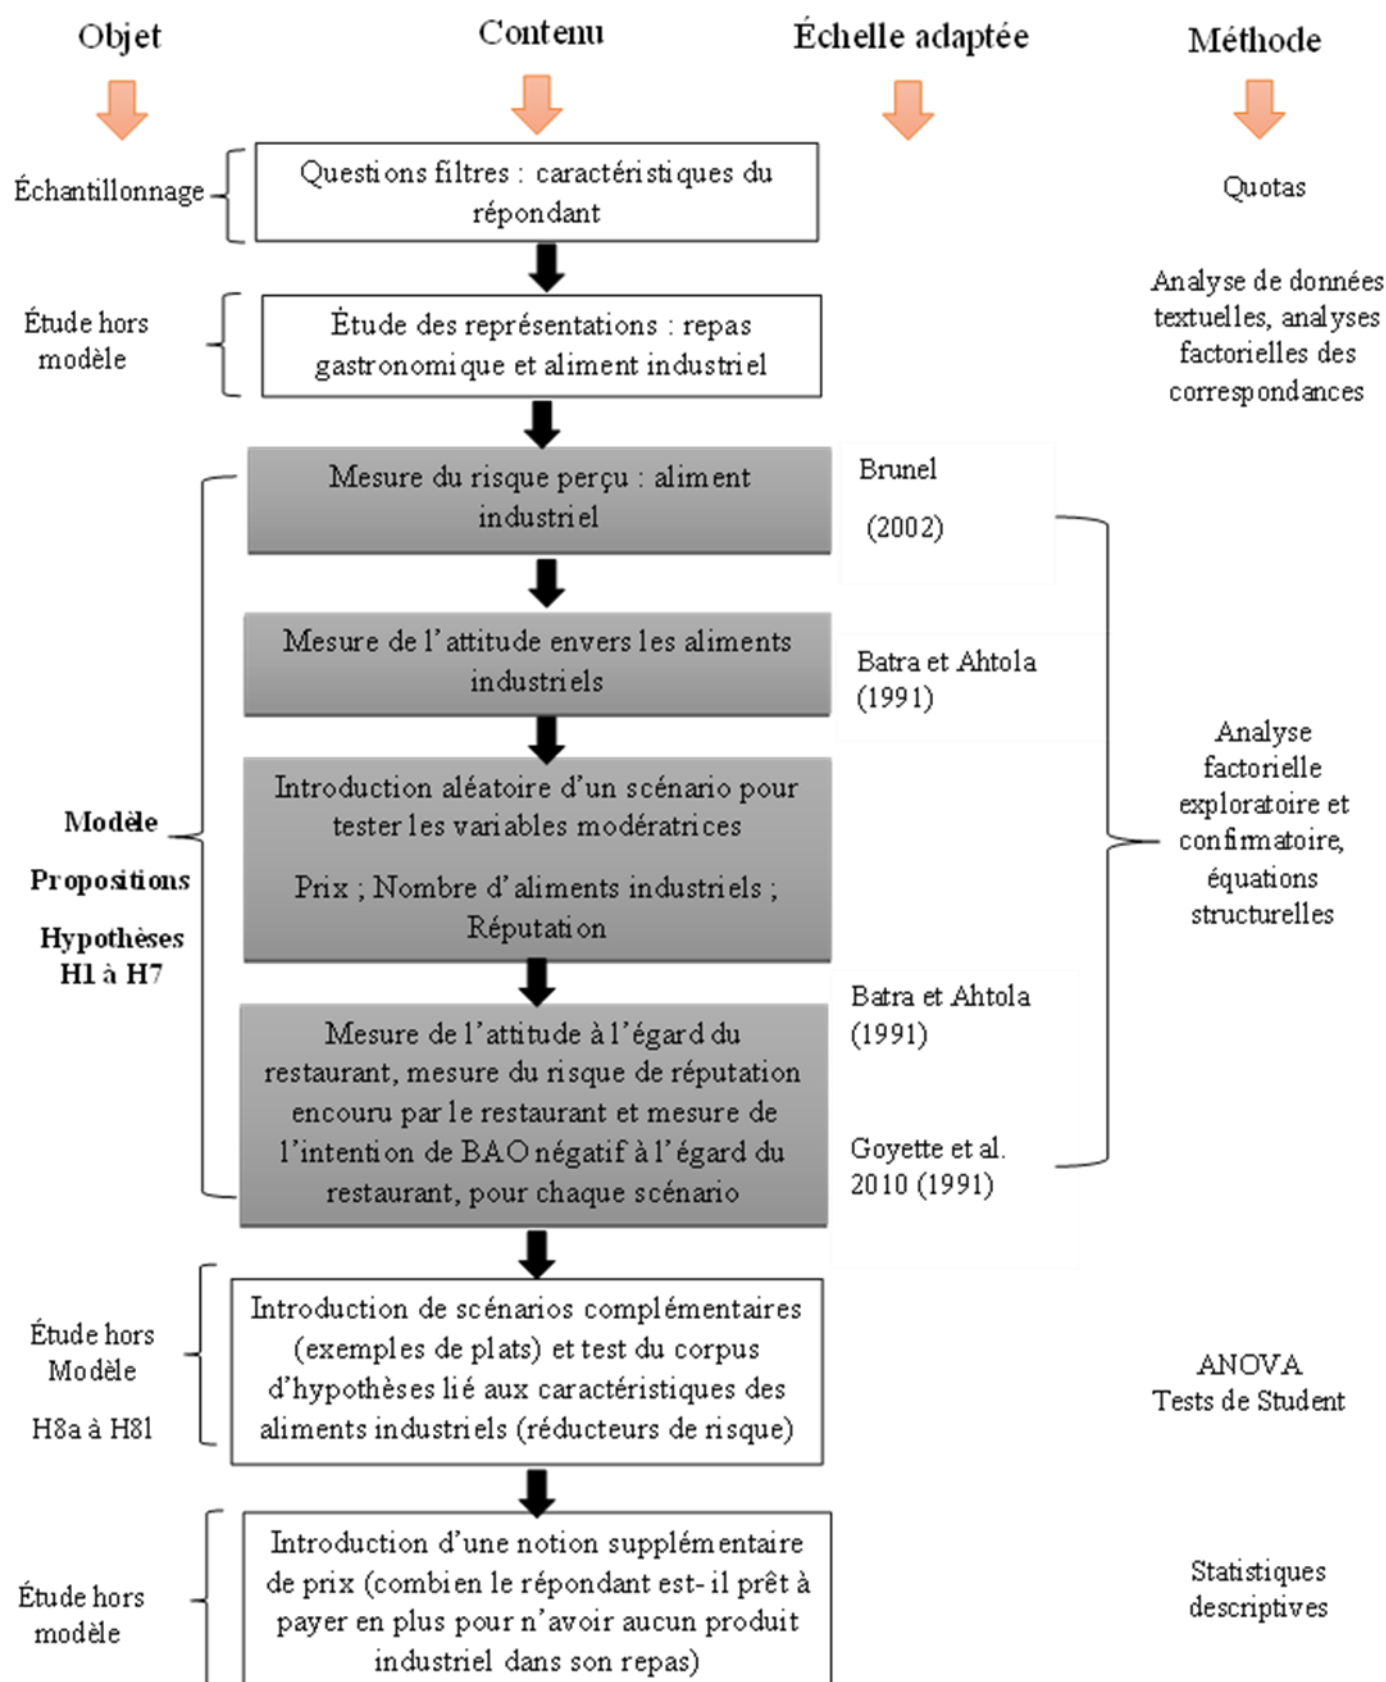 Objet
Contenu
Échelle adaptée
Méthode
Échantillonnage
Questions filtres : caractéristiques du
répondant
Quotas
Étude hors
modèle
Étude des représentations : repas
gastronomique et aliment industriel
Analyse de données
textuelles, analyses
factorielles des
correspondances
Modèle
Propositions
Hypothèses
H1 à H7
Mesure du risque perçu : aliment
industriel
Brunel
(2002)
Mesure de l'attitude envers les aliments
industriels
Batra et Ahtola
(1991)
Introduction aléatoire d'un scénario pour
tester les variables modératrices
Prix ; Nombre d'aliments industriels ;
Réputation
Mesure de l'attitude à l'égard du
restaurant, mesure du risque de réputation
encouru par le restaurant et mesure de
l'intention de BAO négatif à l'égard du
restaurant, pour chaque scénario
Batra et Ahtola
(1991)
Goyette et al.
2010 (1991)
Analyse
factorielle
exploratoire et
confirmatoire,
équations
structurelles
Étude hors
Modèle
H8a à H8l
Introduction de scénarios complémentaires
(exemples de plats) et test du corpus
d'hypothèses lié aux caractéristiques des
aliments industriels (réducteurs de risque)
ANOVA
Tests de Student
Étude hors
modèle
Introduction d'une notion supplémentaire
de prix (combien le répondant est- il prêt à
payer en plus pour n'avoir aucun produit
industriel dans son repas)
Statistiques
descriptives